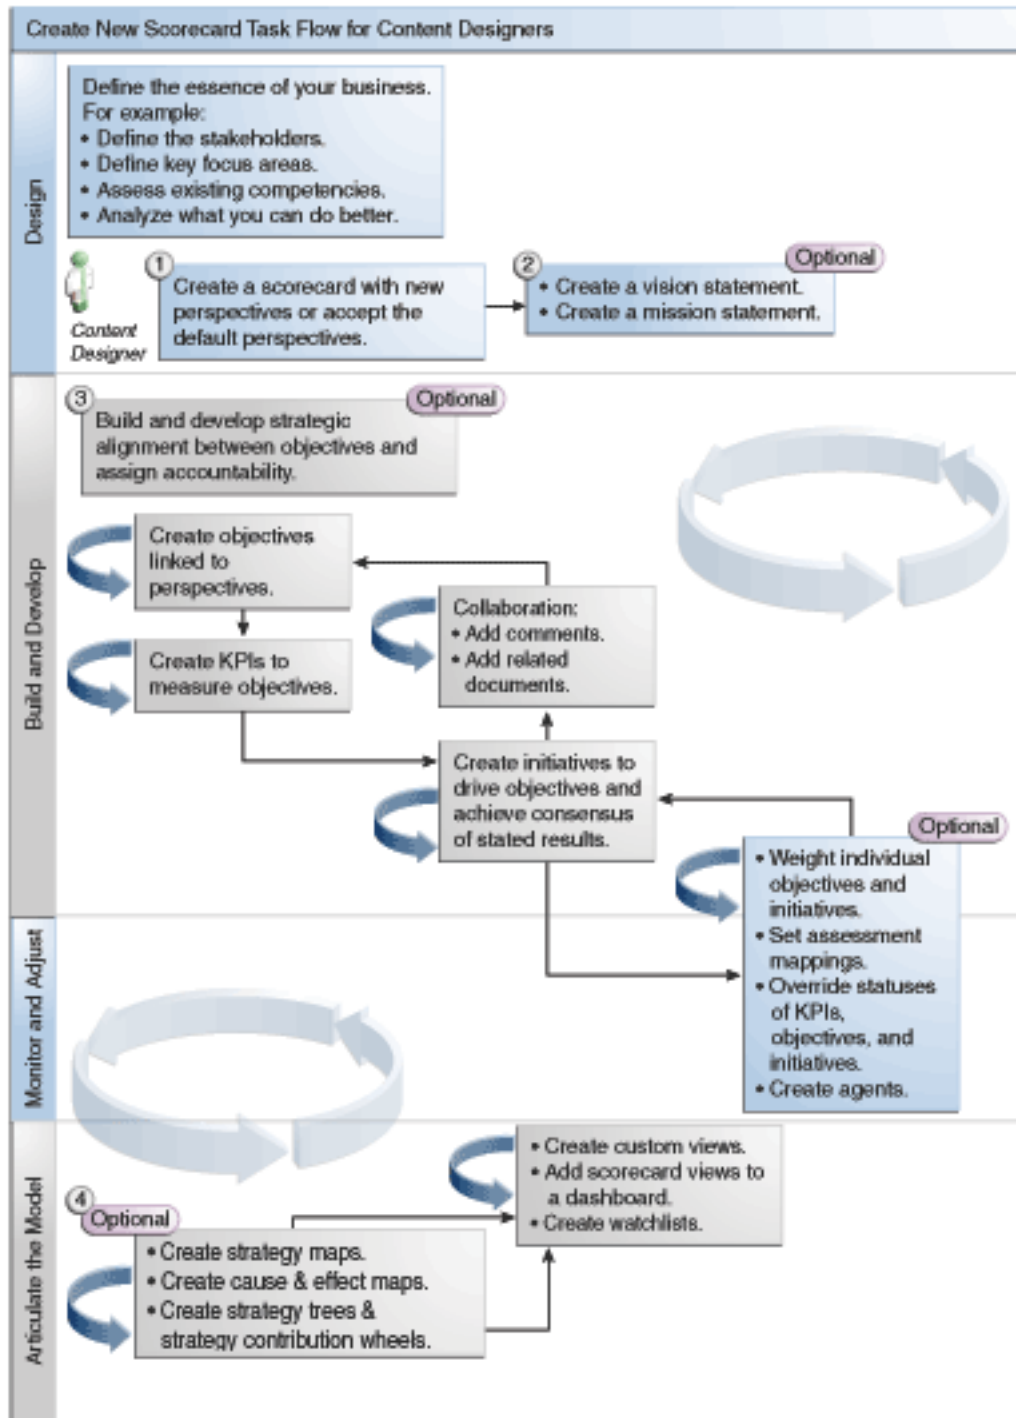 Create New Scorecard Task Flow for Content Designers
Design
Define the essence of your business.
For example:
• Define the stakeholders.
• Define key focus areas.
• Assess existing competencies.
• Analyze what you can do better.
Content
Designer
1
Create a scorecard with new
perspectives or accept the
default perspectives.
2
Optional
• Create a vision statement.
• Create a mission statement.
Build and Develop
3
Optional
Build and develop strategic
alignment between objectives and
assign accountability.
Create objectives
linked to
perspectives.
Create KPIs to
measure objectives.
Collaboration:
• Add comments.
• Add related
documents.
Create initiatives to
drive objectives and
achieve consensus
of stated results.
Optional
• Weight individual
objectives and
initiatives.
• Set assessment
mappings.
• Override statuses
of KPIs,
objectives, and
initiatives.
• Create agents.
Monitor and Adjust
Articulate the Model
• Create custom views.
• Add scorecard views to
a dashboard.
• Create watchlists.
4
Optional
• Create strategy maps.
• Create cause & effect maps.
• Create strategy trees &
strategy contribution wheels.